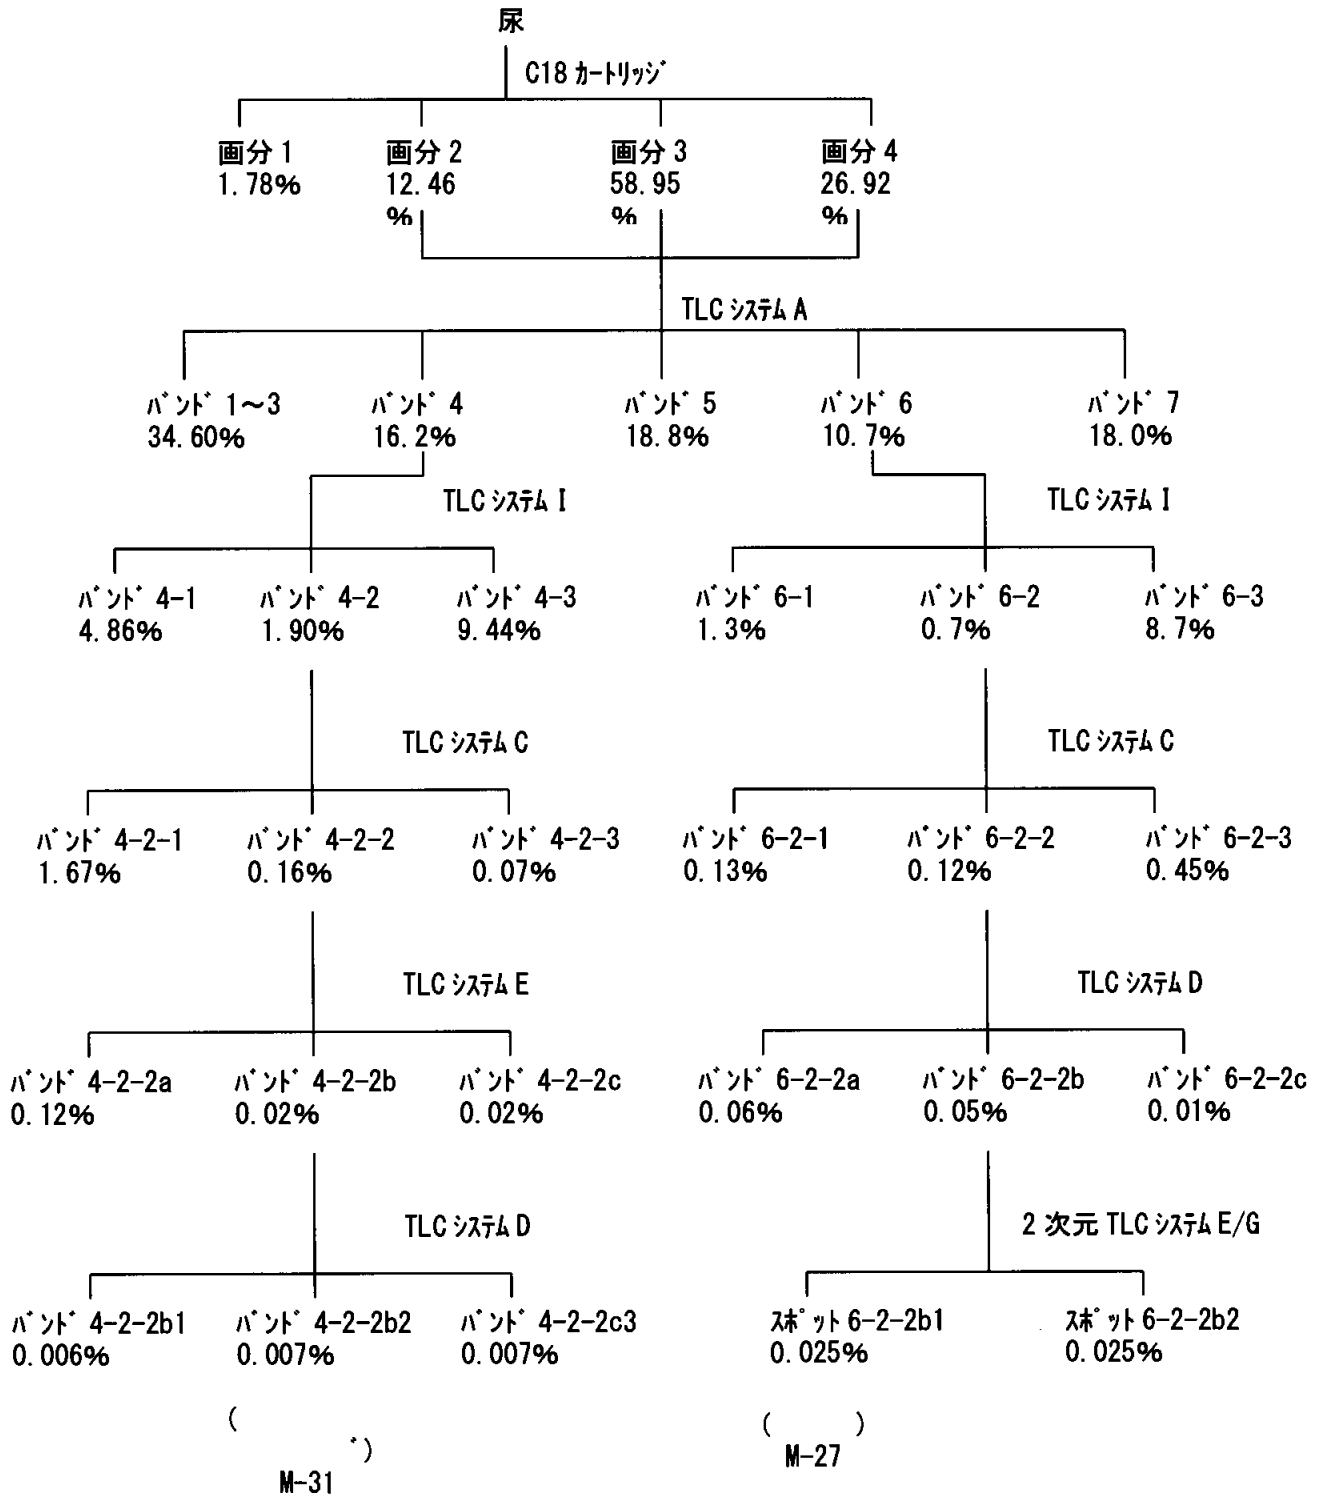 尿
C18 カートリッジ
画分 1 画分 2 画分 3 画分 4
1.78% 12.46 58.95 26.92
% % %
TLC システム A
バンド 1～3 バンド 4 バンド 5 バンド 6 バンド 7
34.60% 16.2% 18.8% 10.7% 18.0%
TLC システム I TLC システム I
バンド 4-1 バンド 4-2 バンド 4-3 バンド 6-1 バンド 6-2 バンド 6-3
4.86% 1.90% 9.44% 1.3% 0.7% 8.7%
TLC システム C TLC システム C
バンド 4-2-1 バンド 4-2-2 バンド 4-2-3 バンド 6-2-1 バンド 6-2-2 バンド 6-2-3
1.67% 0.16% 0.07% 0.13% 0.12% 0.45%
TLC システム E TLC システム D
バンド 4-2-2a バンド 4-2-2b バンド 4-2-2c バンド 6-2-2a バンド 6-2-2b バンド 6-2-2c
0.12% 0.02% 0.02% 0.06% 0.05% 0.01%
TLC システム D 2 次元 TLC システム E/G
バンド 4-2-2b1 バンド 4-2-2b2 バンド 4-2-2c3 スポット 6-2-2b1 スポット 6-2-2b2
0.006% 0.007% 0.007% 0.025% 0.025%
( ( )
゛)
M-31 M-27